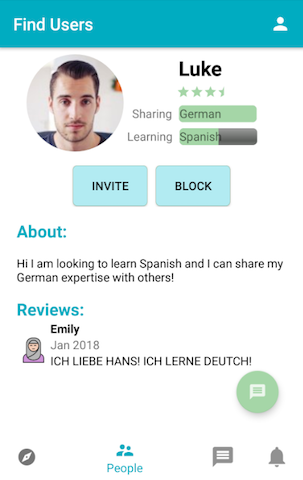 Find Users
Luke
Sharing German
Learning Spanish
INVITE BLOCK
About:
Hi I am looking to learn Spanish and I can share my
German expertise with others!
Reviews:
Emily
Jan 2018
ICH LIEBE HANS! ICH LERNE DEUTCH!
People